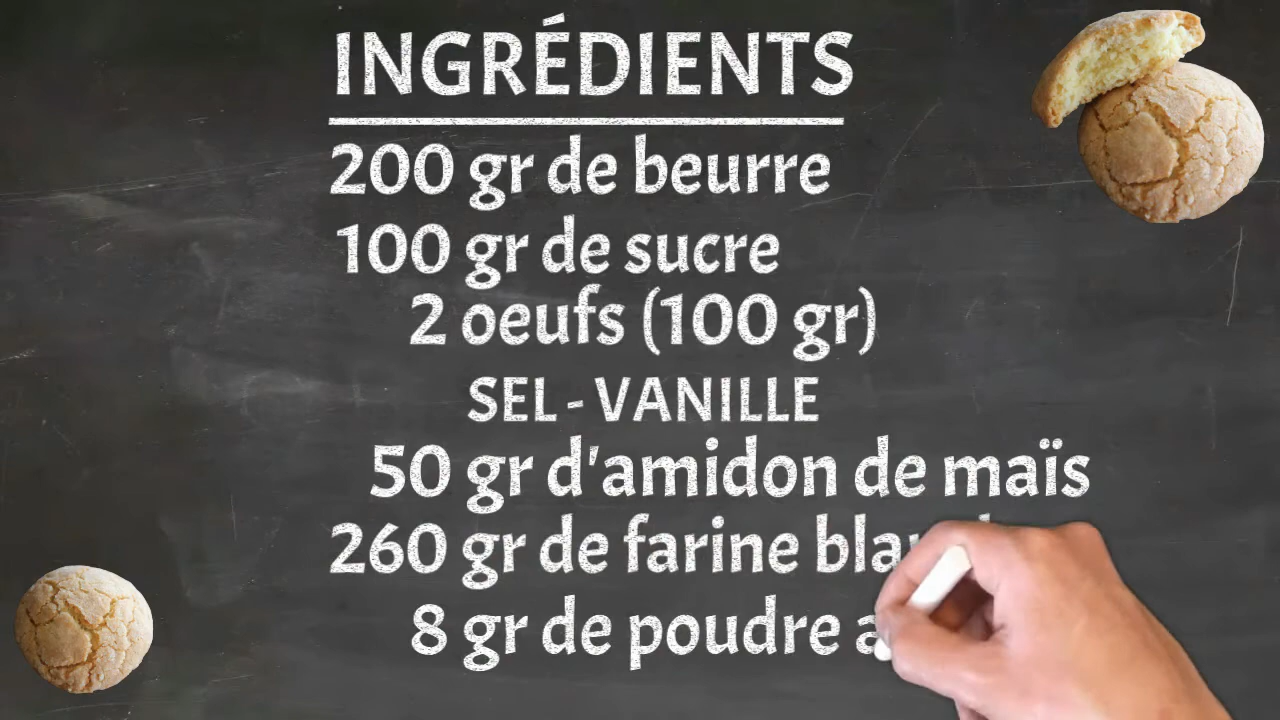 INGRÉDIENTS
200 gr de beurre
100 gr de sucre
2 oeufs (100 gr)
SEL - VANILLE
50 gr d'amidon de maïs
260 gr de farine
8 gr de poudre